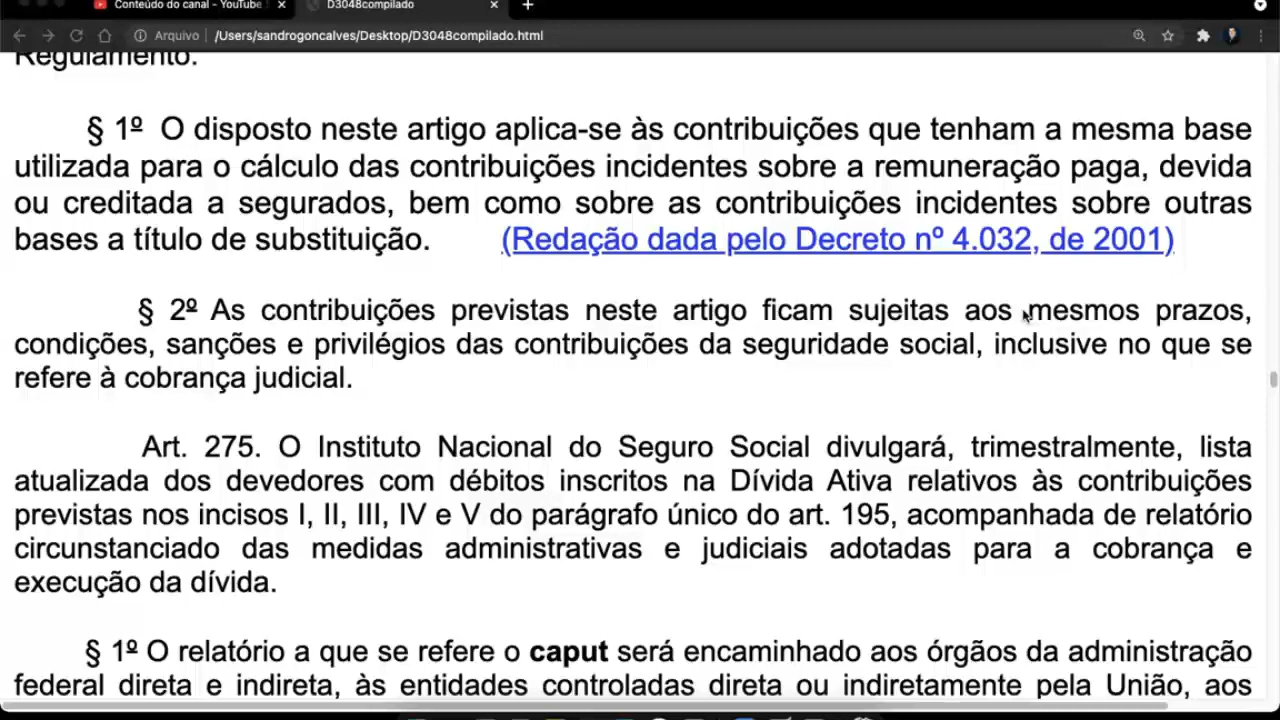 Conteúdo do canal - YouTube
D3048compilado
Arquivo
/Users/sandrogoncalves/Desktop/D3048compilado.html
Regulamento.
§ 1º O disposto neste artigo aplica-se às contribuições que tenham a mesma base
utilizada para o cálculo das contribuições incidentes sobre a remuneração paga, devida
ou creditada a segurados, bem como sobre as contribuições incidentes sobre outras
bases a título de substituição. (Redação dada pelo Decreto nº 4.032, de 2001)
§ 2º As contribuições previstas neste artigo ficam sujeitas aos mesmos prazos,
condições, sanções e privilégios das contribuições da seguridade social, inclusive no que se
refere à cobrança judicial.
Art. 275. O Instituto Nacional do Seguro Social divulgará, trimestralmente, lista
atualizada dos devedores com débitos inscritos na Dívida Ativa relativos às contribuições
previstas nos incisos I, II, III, IV e V do parágrafo único do art. 195, acompanhada de relatório
circunstanciado das medidas administrativas e judiciais adotadas para a cobrança e
execução da dívida.
§ 1º O relatório a que se refere o caput será encaminhado aos órgãos da administração
federal direta e indireta, às entidades controladas direta ou indiretamente pela União, aos